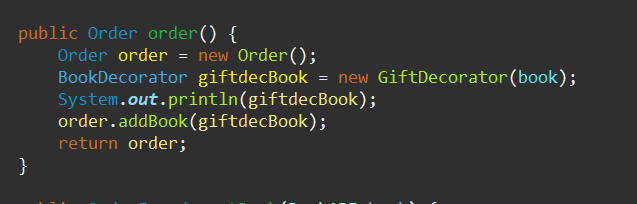 public Order order() {
Order order = new Order();
BookDecorator giftdecBook = new GiftDecorator(book);
System.out.println(giftdecBook);
order.addBook(giftdecBook);
return order;
}